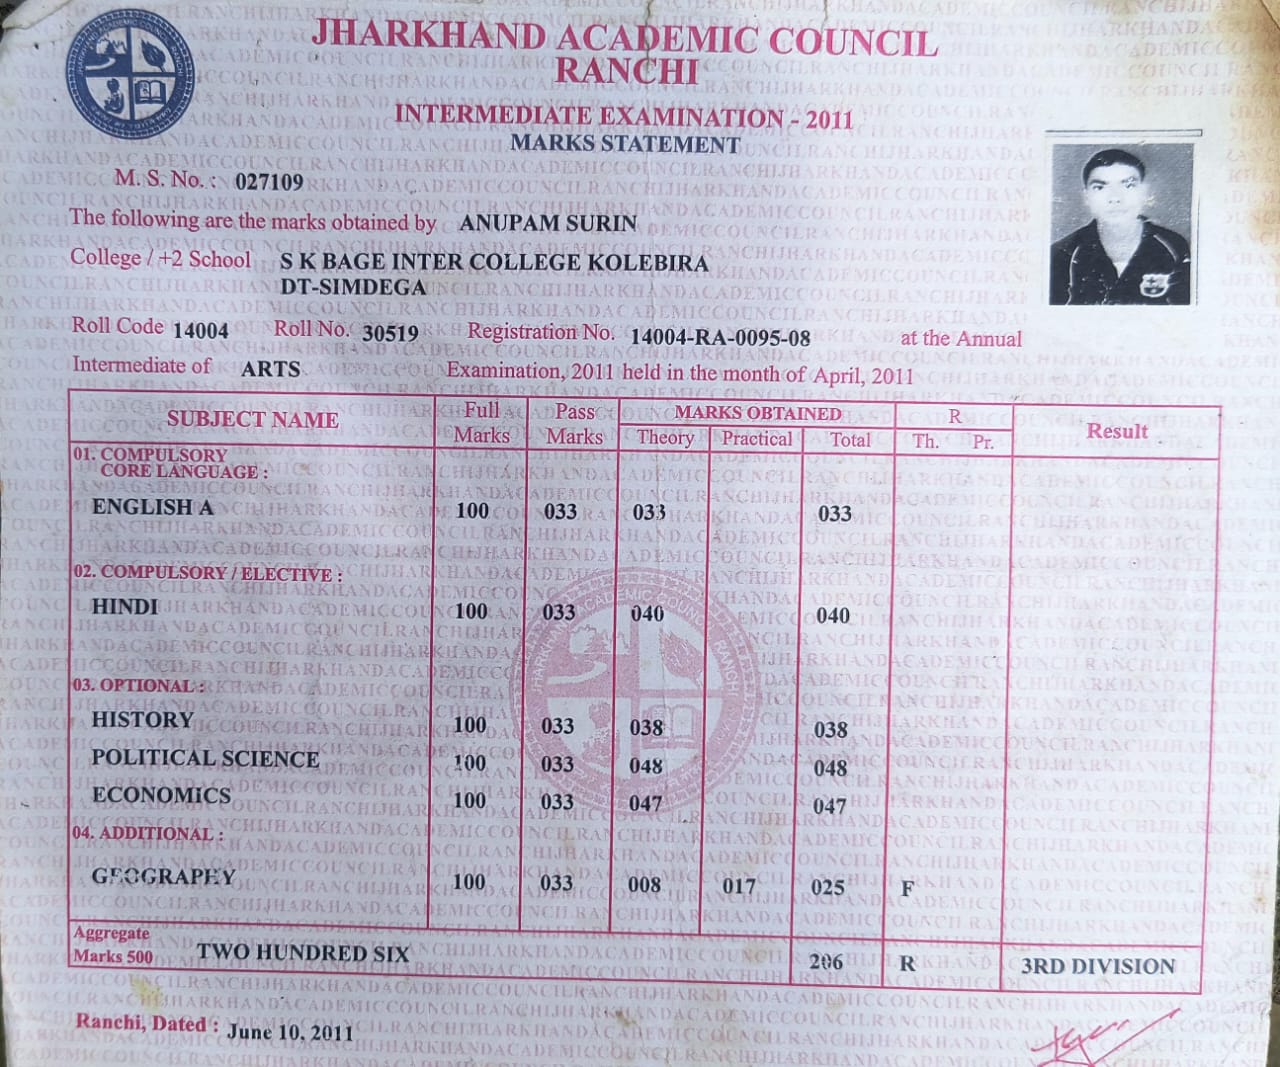 JHARKHAND ACADEMIC COUNCIL
RANCHI
INTERMEDIATE EXAMINATION - 2011
MARKS STATEMENT
M. S. No. : 027109
The following are the marks obtained by ANUPAM SURIN
College / +2 School S K BAGE INTER COLLEGE KOLEBIRA
DT-SIMDEGA
Roll Code 14004 Roll No. 30519 Registration No. 14004-RA-0095-08 at the Annual
Intermediate of ARTS Examination, 2011 held in the month of April, 2011
SUBJECT NAME Full Marks Pass Marks MARKS OBTAINED R Result
Theory Practical Total Th. Pr.
01. COMPULSORY
CORE LANGUAGE :
ENGLISH A 100 033 033 033
02. COMPULSORY / ELECTIVE :
HINDI 100 033 040 040
03. OPTIONAL :
HISTORY 100 033 038 038
POLITICAL SCIENCE 100 033 048 048
ECONOMICS 100 033 047 047
04. ADDITIONAL :
GEOGRAPHY 100 033 008 017 025 F
Aggregate
Marks 500 TWO HUNDRED SIX 206 R 3RD DIVISION
Ranchi, Dated : June 10, 2011